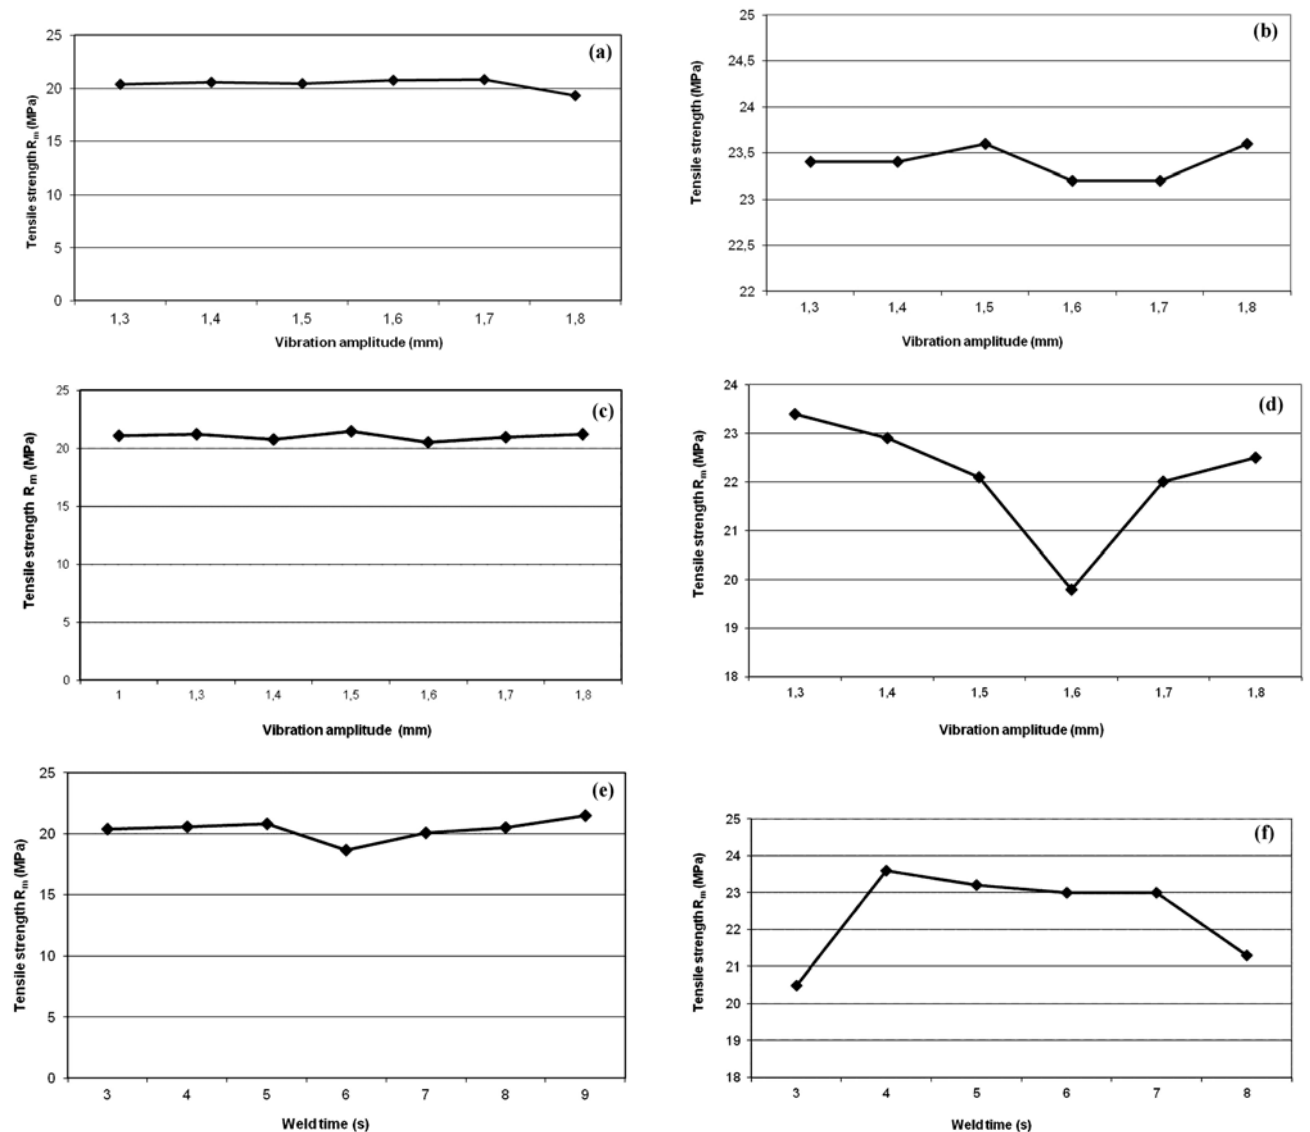 (a)
Tensile strength Rm (MPa)
25
20
15
10
5
0
1,3 1,4 1,5 1,6 1,7 1,8
Vibration amplitude (mm)
(b)
Tensile strength (MPa)
25
24,5
24
23,5
23
22,5
22
1,3 1,4 1,5 1,6 1,7 1,8
Vibration amplitude (mm)
(c)
Tensile strength Rm (MPa)
25
20
15
10
5
0
1 1,3 1,4 1,5 1,6 1,7 1,8
Vibration amplitude (mm)
(d)
Tensile strength Rm (MPa)
24
23
22
21
20
19
18
1,3 1,4 1,5 1,6 1,7 1,8
Vibration amplitude (mm)
(e)
Tensile strength Rm (MPa)
25
20
15
10
5
0
3 4 5 6 7 8 9
Weld time (s)
(f)
Tensile strength Rm (MPa)
25
24
23
22
21
20
19
18
3 4 5 6 7 8
Weld time (s)